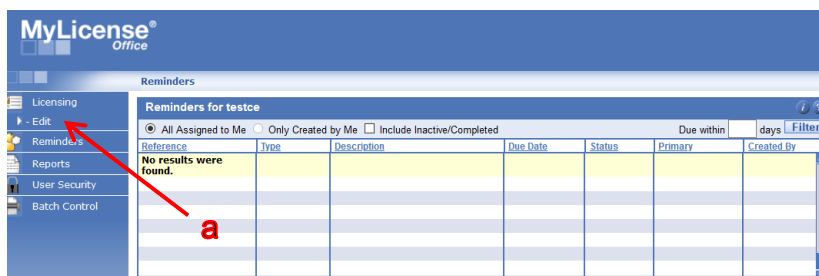 MyLicense®
Office
Reminders
Licensing
- Edit
Reminders
Reports
User Security
Batch Control
Reminders for testce
All Assigned to Me Only Created by Me Include Inactive/Completed Due within days Filter
Reference Type Description Due Date Status Primary Created By
No results were
found.
a